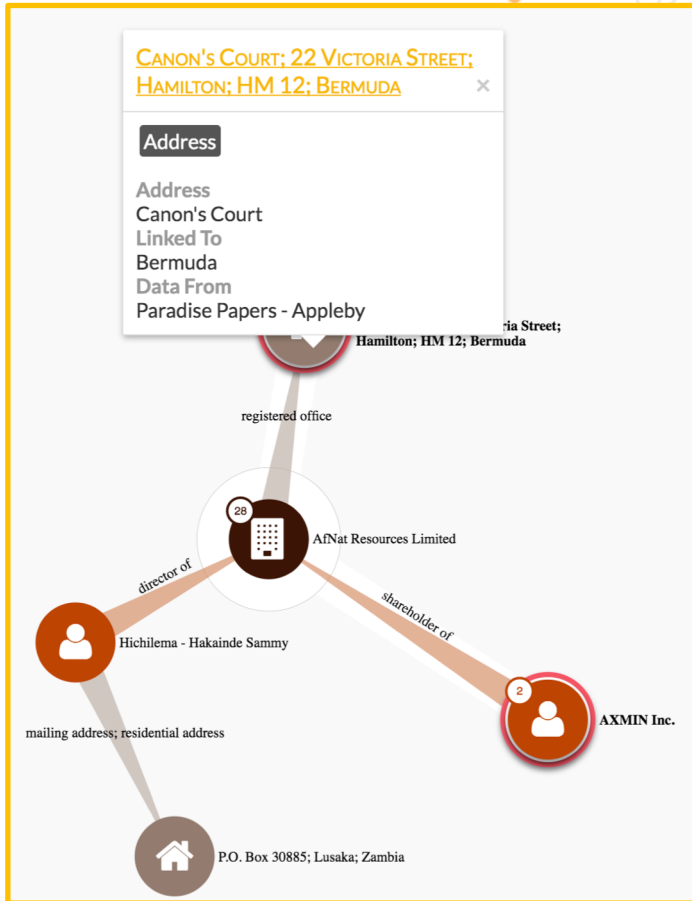 CANON'S COURT; 22 VICTORIA STREET;
HAMILTON; HM 12; BERMUDA ×
Address
Address
Canon's Court
Linked To
Bermuda
Data From
Paradise Papers - Appleby
ria Street;
Hamilton; HM 12; Bermuda
registered office
28
AfNat Resources Limited
director of
shareholder of
Hichilema - Hakainde Sammy
2
AXMIN Inc.
mailing address; residential address
P.O. Box 30885; Lusaka; Zambia